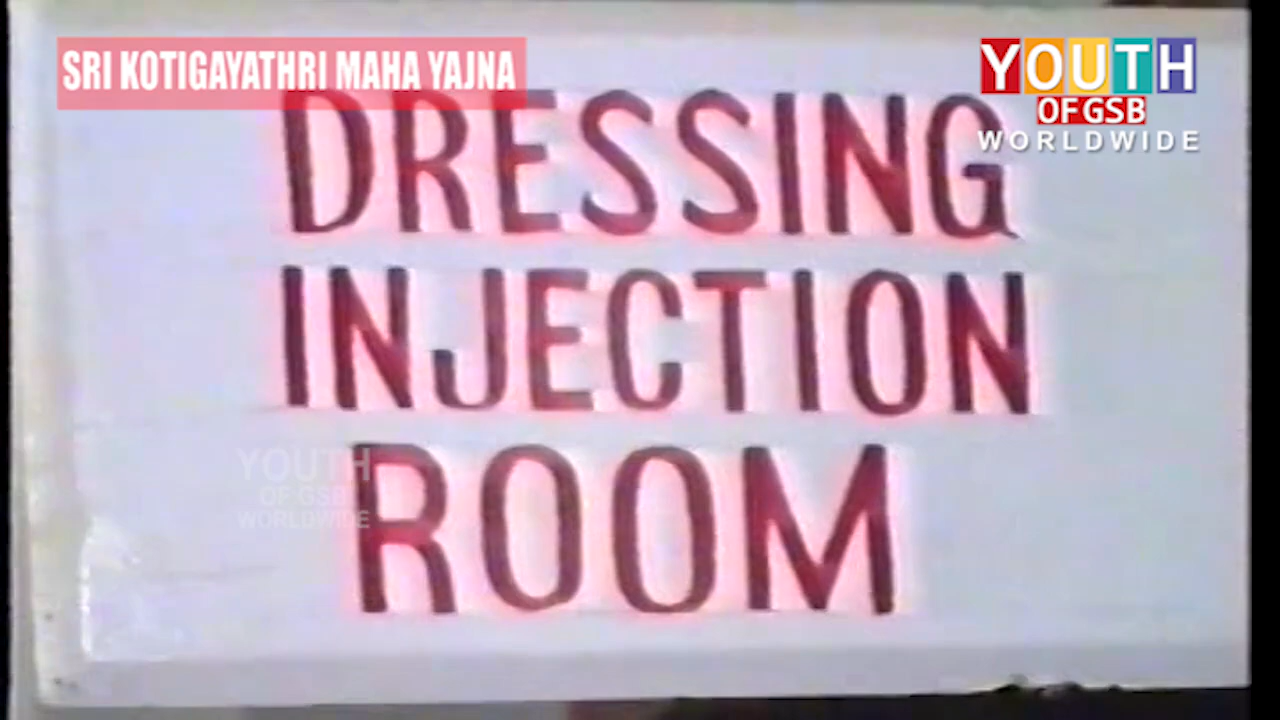 SRI KOTIGAYATHRI MAHA YAJNA
YOUTH
OF GSB
WORLDWIDE
DRESSING
INJECTION
ROOM
YOUTH
OF GSB
WORLDWIDE